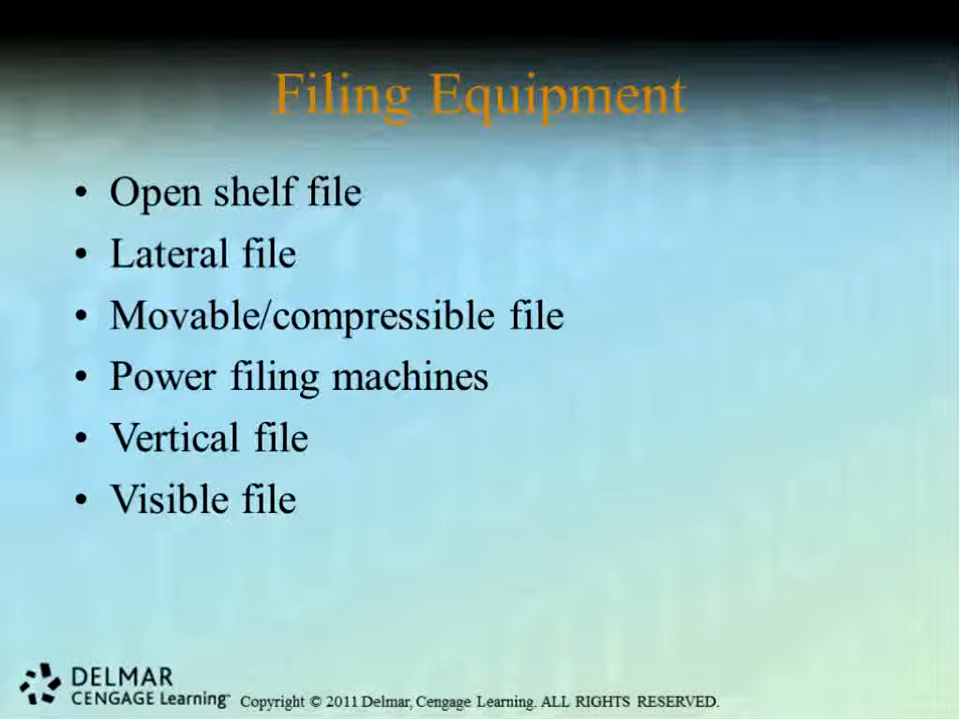 Filing Equipment
• Open shelf file
• Lateral file
• Movable/compressible file
• Power filing machines
• Vertical file
• Visible file
DELMAR
CENGAGE Learning™
Copyright © 2011 Delmar, Cengage Learning. ALL RIGHTS RESERVED.